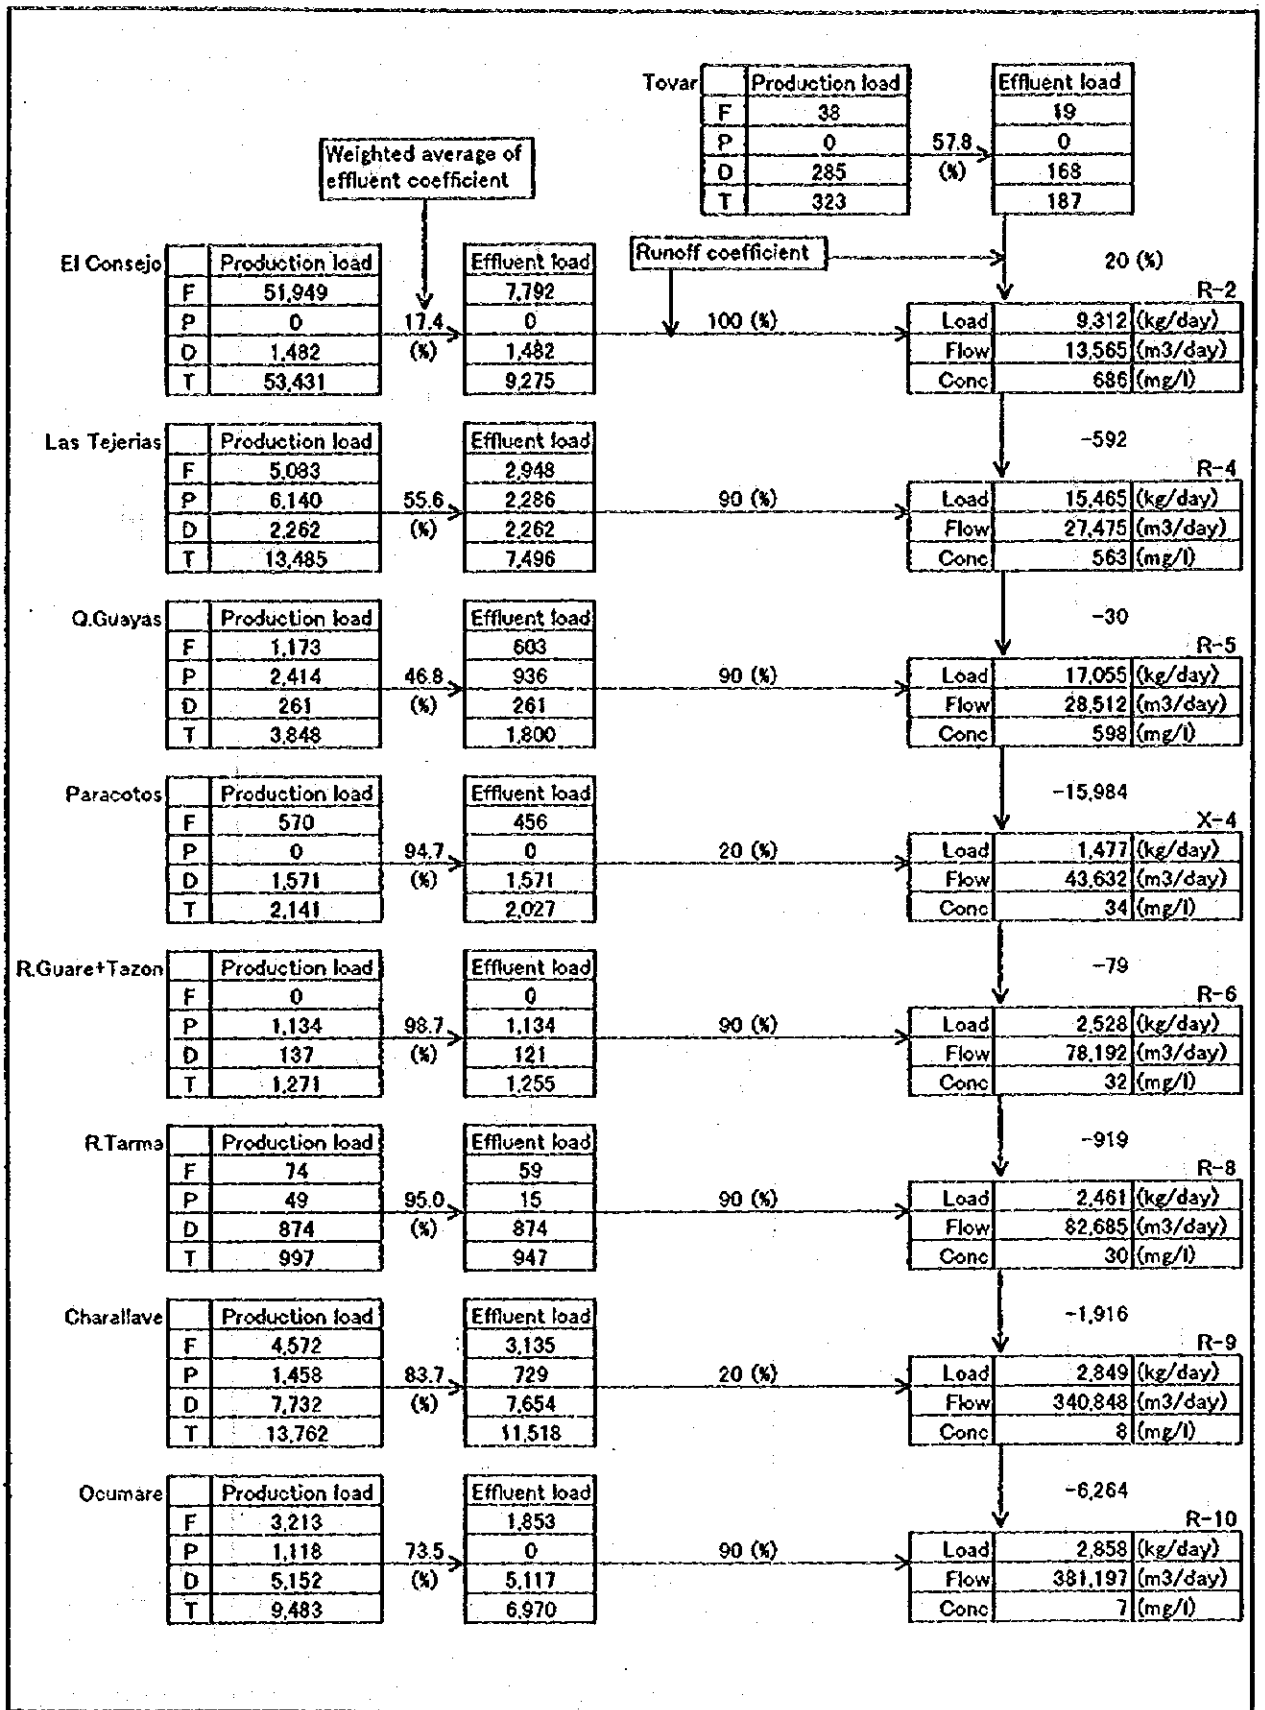 Tovar Production load Effluent load
F 38 19
P 0 57.8 0
D 285 (%) 168
T 323 187
Weighted average of
effluent coefficient
Runoff coefficient
20 (%)
El Consejo Production load Effluent load R-2
F 51,949 7,792
P 0 17.4 0 100 (%) Load 9,312 (kg/day)
D 1,482 (%) 1,482 Flow 13,565 (m3/day)
T 53,431 9,275 Conc 686 (mg/l)
-592
Las Tejerias Production load Effluent load R-4
F 5,083 2,948
P 6,140 55.6 2,286 90 (%) Load 15,465 (kg/day)
D 2,262 (%) 2,262 Flow 27,475 (m3/day)
T 13,485 7,496 Conc 563 (mg/l)
-30
Q.Guayas Production load Effluent load R-5
F 1,173 603
P 2,414 46.8 936 90 (%) Load 17,055 (kg/day)
D 261 (%) 261 Flow 28,512 (m3/day)
T 3,848 1,800 Conc 598 (mg/l)
-15,984
Paracotos Production load Effluent load X-4
F 570 456
P 0 94.7 0 20 (%) Load 1,477 (kg/day)
D 1,571 (%) 1,571 Flow 43,632 (m3/day)
T 2,141 2,027 Conc 34 (mg/l)
-79
R.Guare+Tazon Production load Effluent load R-6
F 0 0
P 1,134 98.7 1,134 90 (%) Load 2,528 (kg/day)
D 137 (%) 121 Flow 78,192 (m3/day)
T 1,271 1,255 Conc 32 (mg/l)
-919
R.Tarma Production load Effluent load R-8
F 74 59
P 49 95.0 15 90 (%) Load 2,461 (kg/day)
D 874 (%) 874 Flow 82,685 (m3/day)
T 997 947 Conc 30 (mg/l)
-1,916
Charallave Production load Effluent load R-9
F 4,572 3,135
P 1,458 83.7 729 20 (%) Load 2,849 (kg/day)
D 7,732 (%) 7,654 Flow 340,848 (m3/day)
T 13,762 11,518 Conc 8 (mg/l)
-6,264
Ocumare Production load Effluent load R-10
F 3,213 1,853
P 1,118 73.5 0 90 (%) Load 2,858 (kg/day)
D 5,152 (%) 5,117 Flow 381,197 (m3/day)
T 9,483 6,970 Conc 7 (mg/l)